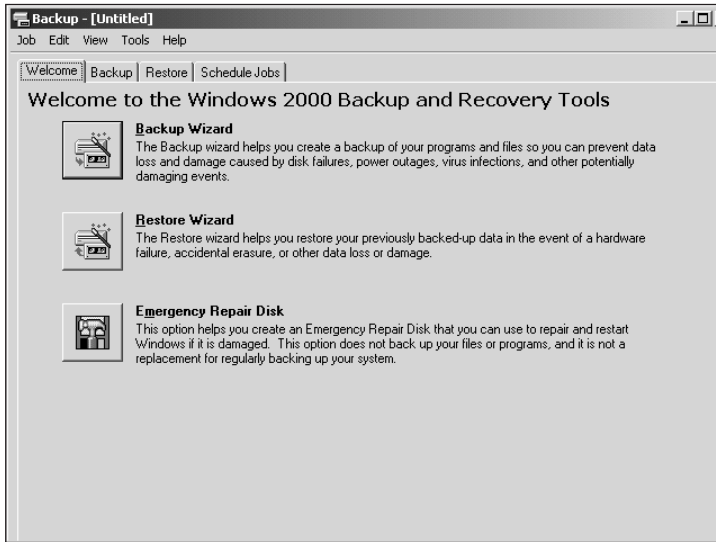 Backup - [Untitled]
Job Edit View Tools Help
Welcome Backup Restore Schedule Jobs
Welcome to the Windows 2000 Backup and Recovery Tools
Backup Wizard
The Backup wizard helps you create a backup of your programs and files so you can prevent data
loss and damage caused by disk failures, power outages, virus infections, and other potentially
damaging events.
Restore Wizard
The Restore wizard helps you restore your previously backed-up data in the event of a hardware
failure, accidental erasure, or other data loss or damage.
Emergency Repair Disk
This option helps you create an Emergency Repair Disk that you can use to repair and restart
Windows if it is damaged. This option does not back up your files or programs, and it is not a
replacement for regularly backing up your system.